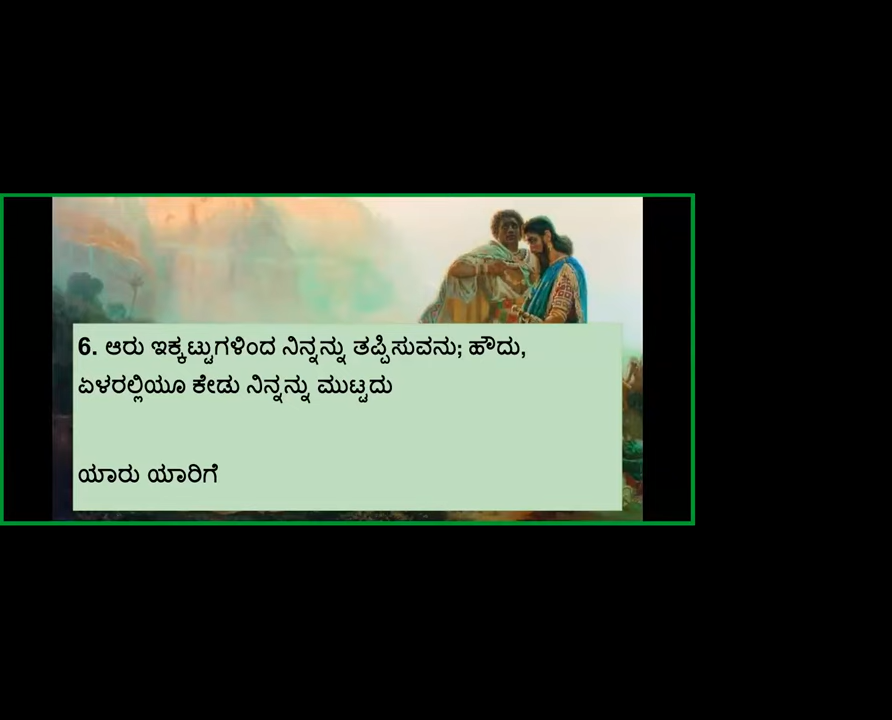 6. ಆರು ಇಕ್ಕಟ್ಟುಗಳಿಂದ ನಿನ್ನನ್ನು ತಪ್ಪಿಸುವನು; ಹೌದು,
ಏಳರಲ್ಲಿಯೂ ಕೇಡು ನಿನ್ನನ್ನು ಮುಟ್ಟದು
ಯಾರು ಯಾರಿಗೆ